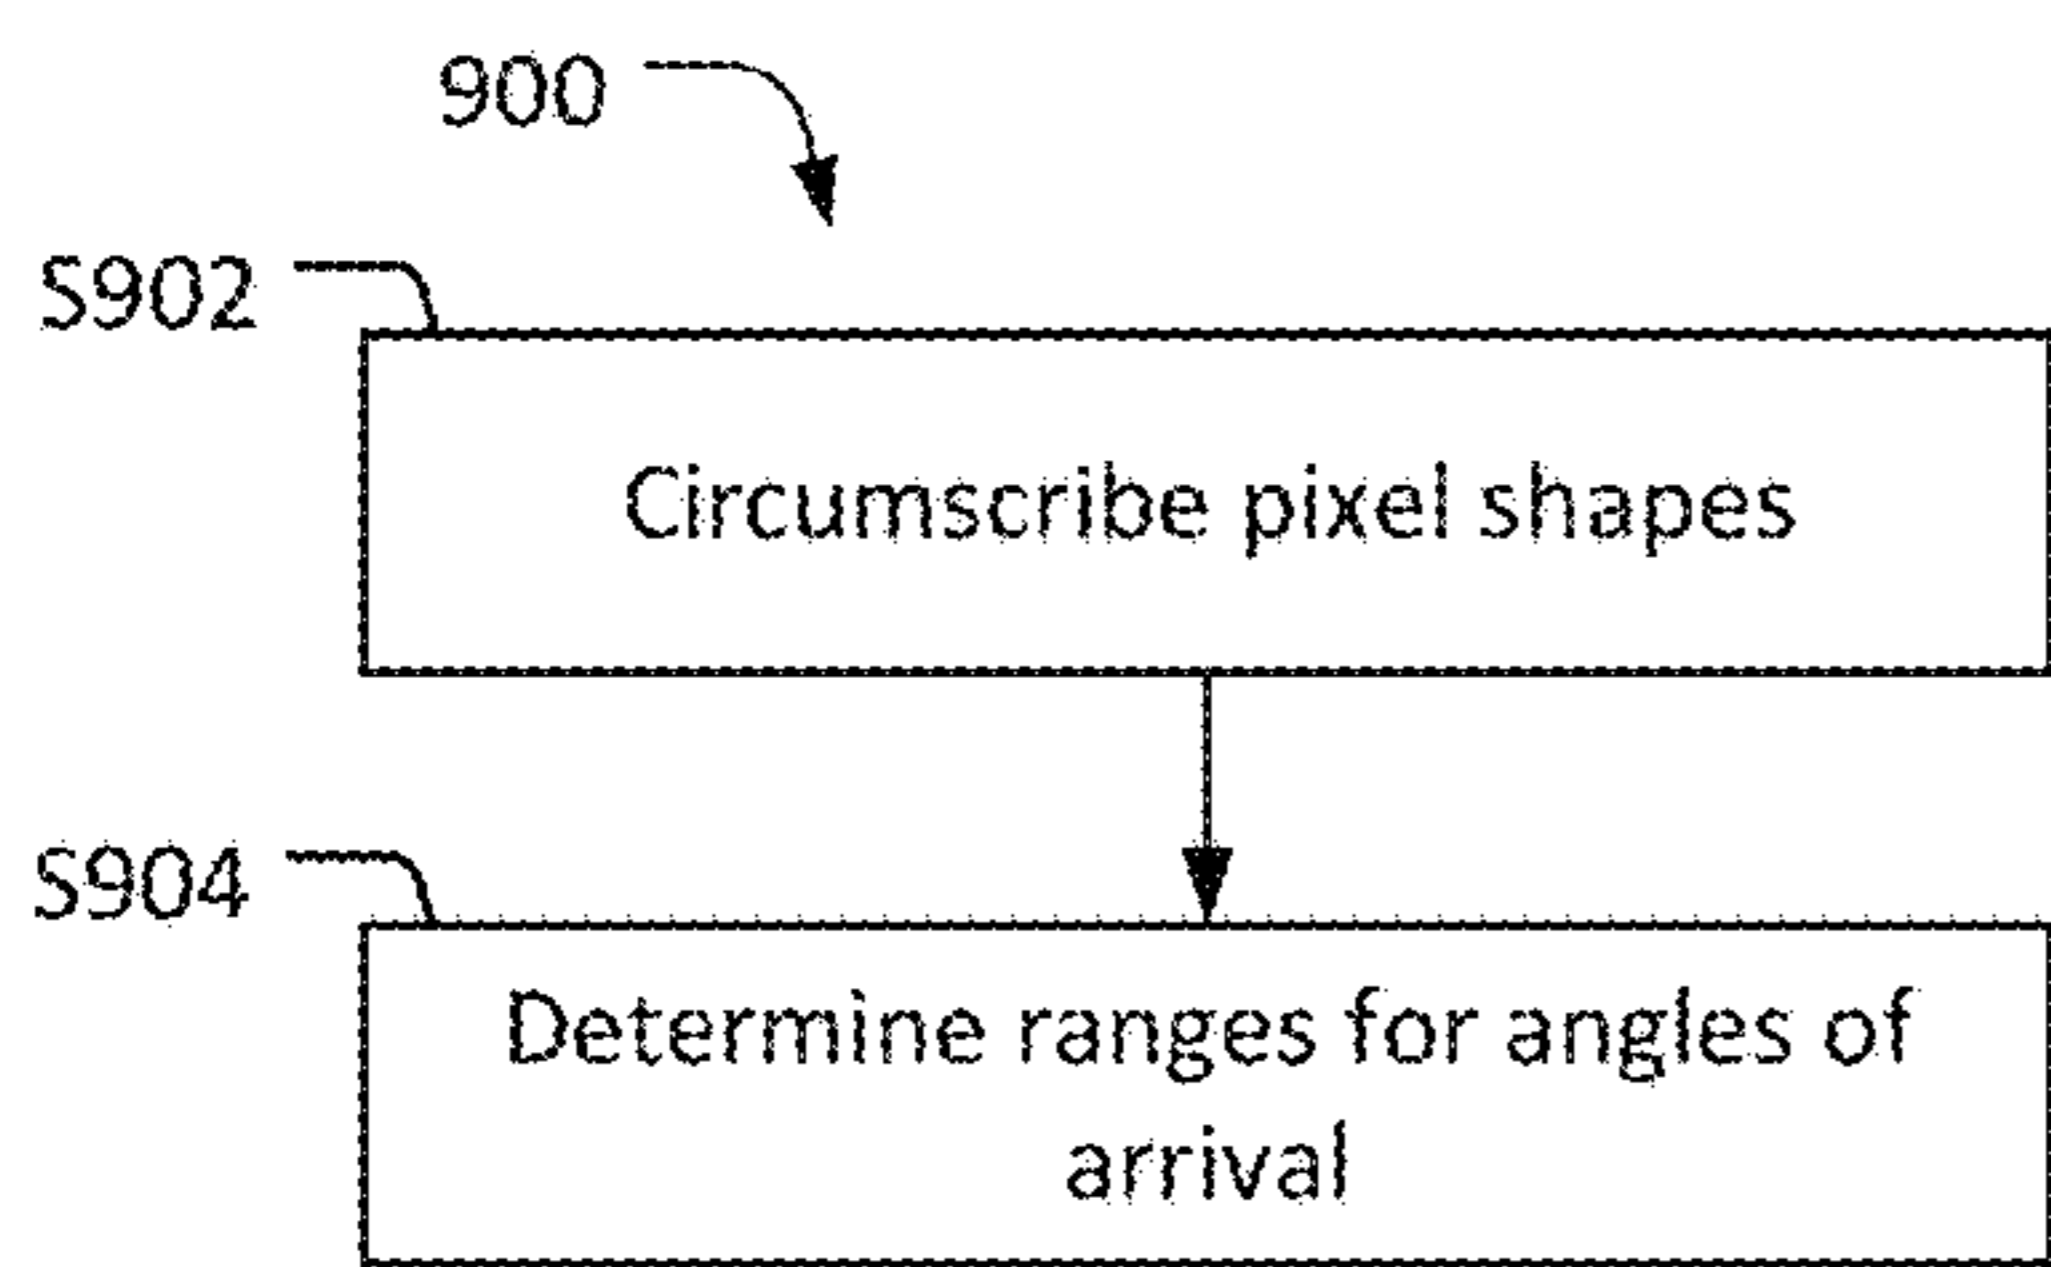 900
S902
Circumscribe pixel shapes
S904
Determine ranges for angles of
arrival